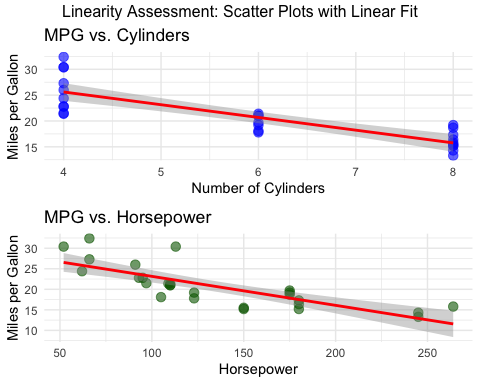 Linearity Assessment: Scatter Plots with Linear Fit
MPG vs. Cylinders
Miles per Gallon
30
25
20
15
4
5
6
7
8
Number of Cylinders
MPG vs. Horsepower
Miles per Gallon
30
25
20
15
10
50
100
150
200
250
Horsepower